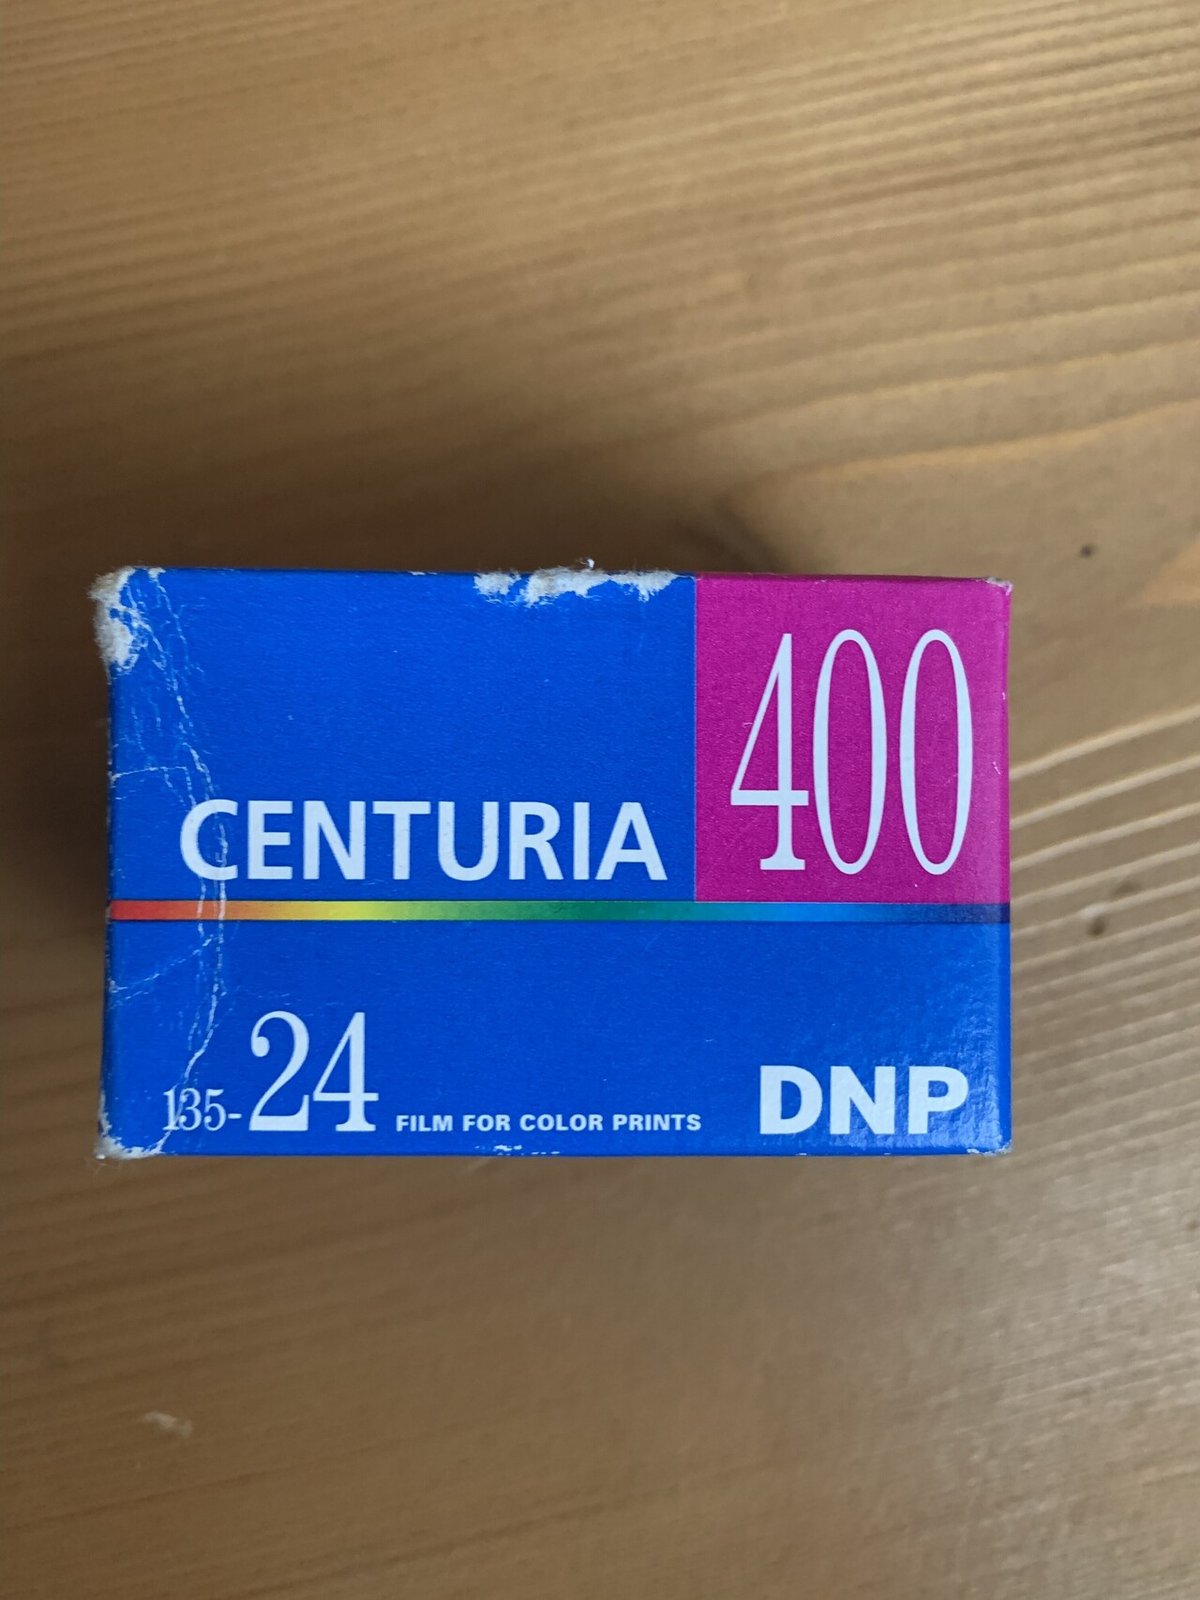 CENTURIA
400
135-24 FILM FOR COLOR PRINTS
DNP